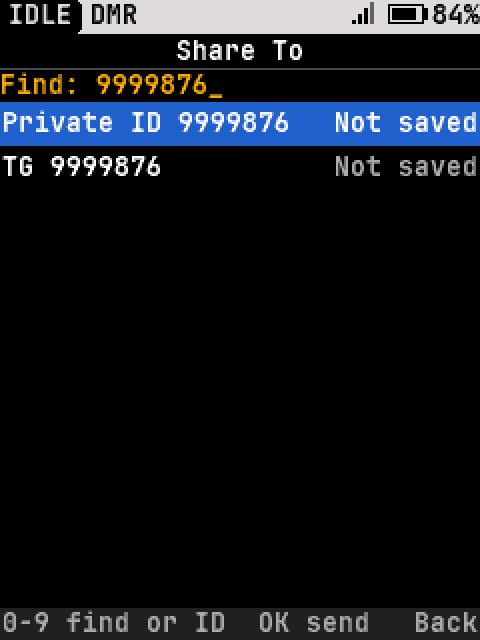 IDLE DMR 84%
Share To
Find: 9999876_
Private ID 9999876 Not saved
TG 9999876 Not saved
0-9 find or ID OK send Back